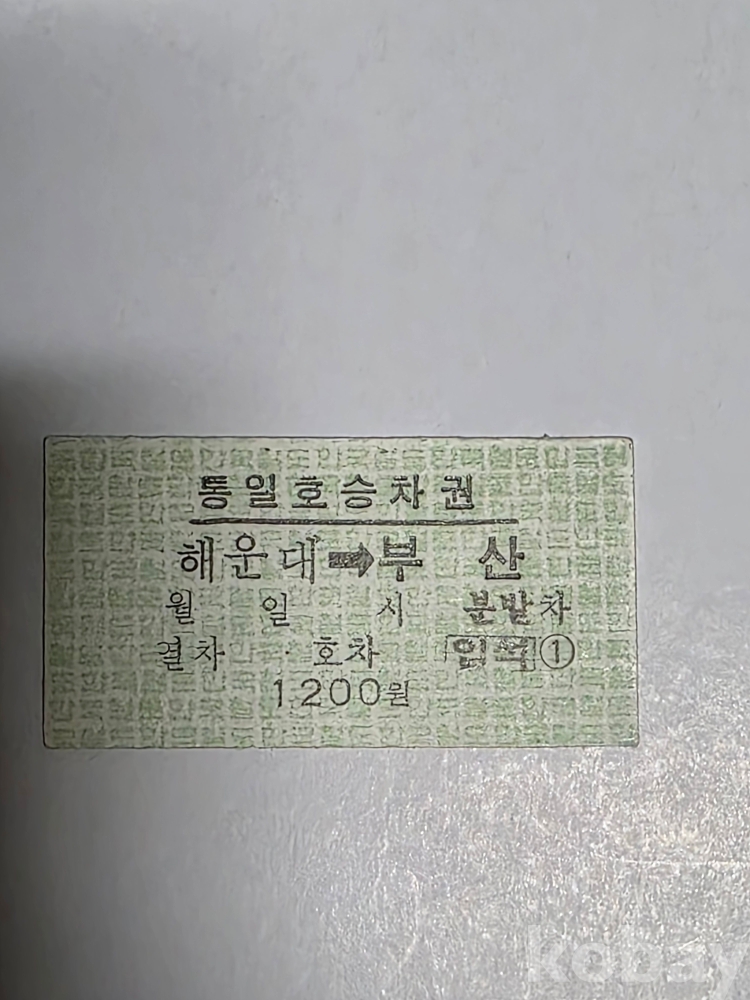 통일호승차권
해운대➡부 산
월 일 시 분발차
열차 호차 입석①
1,200원
kobay